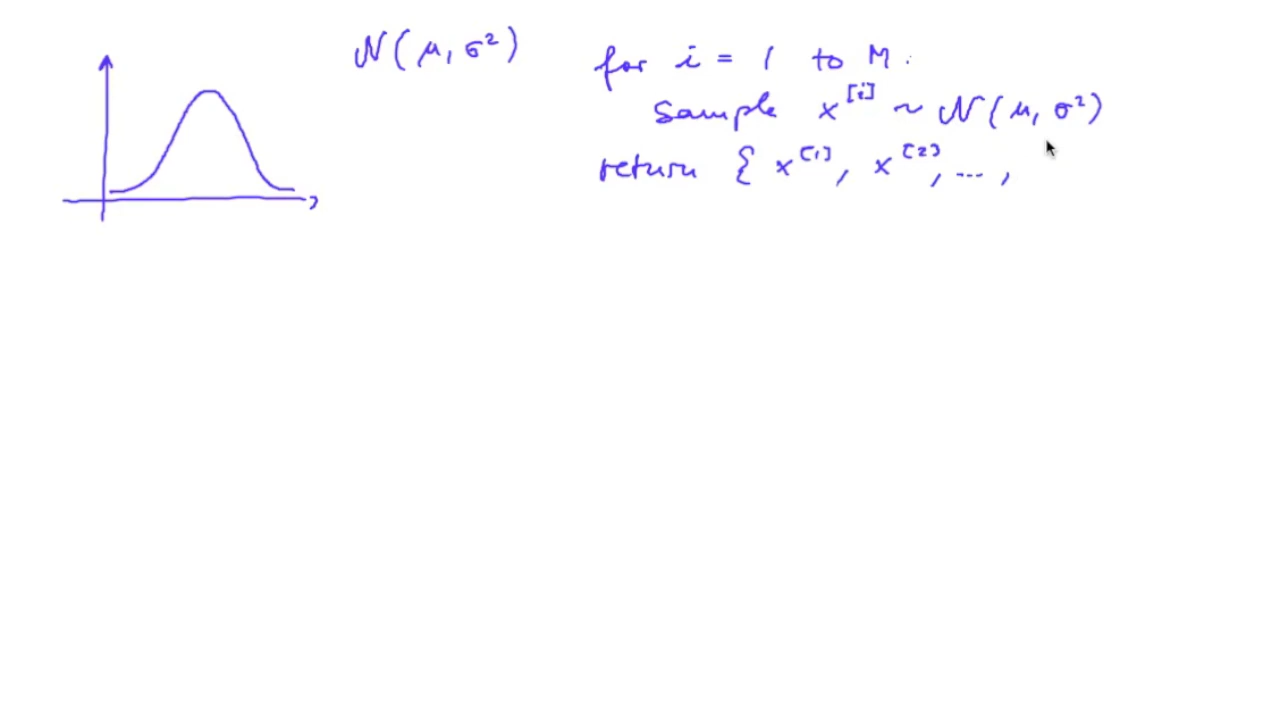 𝒩(μ, σ²)
for i = 1 to M:
sample x^[i] ~ 𝒩(μ, σ²)
return { x^[1], x^[2], ... ,